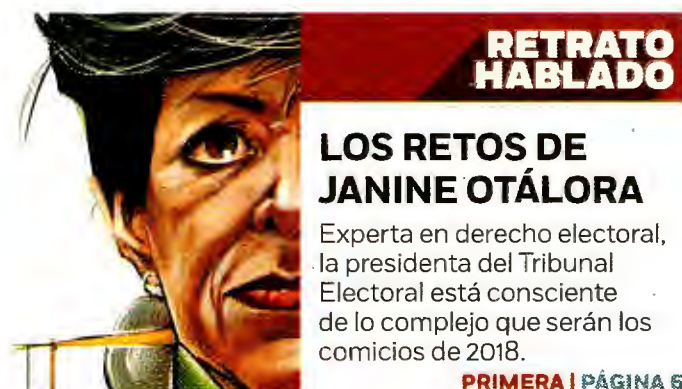 RETRATO
HABLADO
LOS RETOS DE
JANINE OTÁLORA
Experta en derecho electoral,
la presidenta del Tribunal
Electoral está consciente
de lo complejo que serán los
comicios de 2018.
PRIMERA | PÁGINA 6